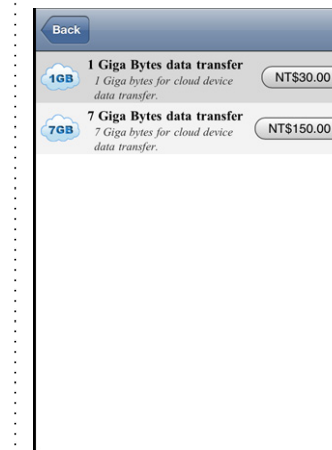 Back
1 Giga Bytes data transfer
1GB
1 Giga bytes for cloud device
data transfer.
NT$30.00
7 Giga Bytes data transfer
7GB
7 Giga bytes for cloud device
data transfer.
NT$150.00